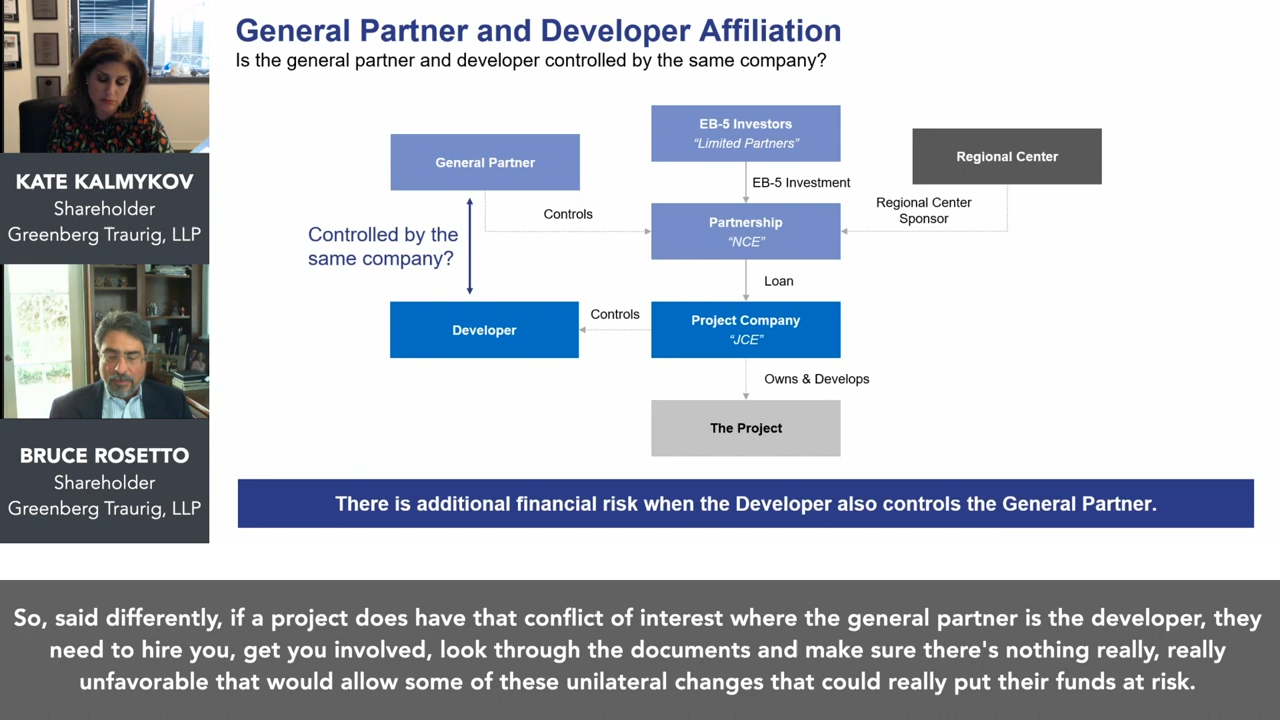 General Partner and Developer Affiliation
Is the general partner and developer controlled by the same company?
KATE KALMYKOV
Shareholder
Greenberg Traurig, LLP
BRUCE ROSETTO
Shareholder
Greenberg Traurig, LLP
General Partner
EB-5 Investors
“Limited Partners”
Regional Center
EB-5 Investment
Controls
Regional Center
Sponsor
Partnership
“NCE”
Controlled by the
same company?
Loan
Developer
Controls
Project Company
“JCE”
Owns & Develops
The Project
There is additional financial risk when the Developer also controls the General Partner.
So, said differently, if a project does have that conflict of interest where the general partner is the developer, they
need to hire you, get you involved, look through the documents and make sure there's nothing really, really
unfavorable that would allow some of these unilateral changes that could really put their funds at risk.